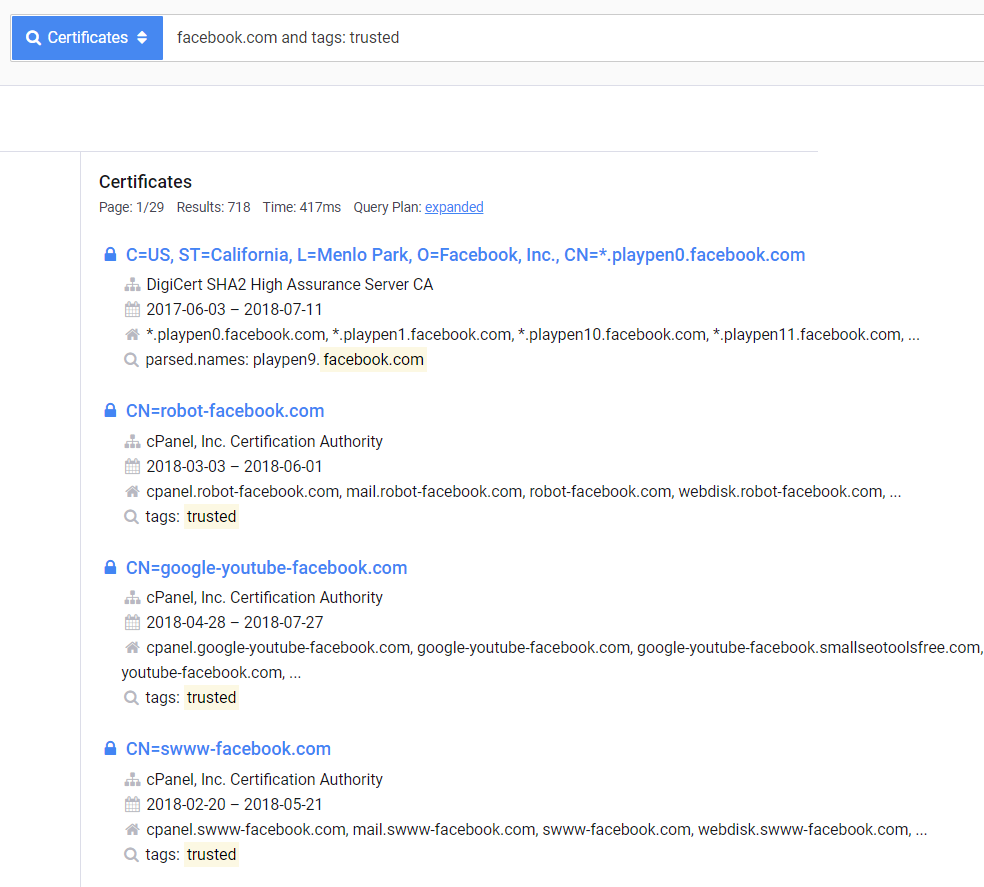 Certificates facebook.com and tags: trusted
Certificates
Page: 1/29 Results: 718 Time: 417ms Query Plan: expanded
C=US, ST=California, L=Menlo Park, O=Facebook, Inc., CN=*.playpen0.facebook.com
DigiCert SHA2 High Assurance Server CA
2017-06-03 – 2018-07-11
*.playpen0.facebook.com, *.playpen1.facebook.com, *.playpen10.facebook.com, *.playpen11.facebook.com, ...
parsed.names: playpen9. facebook.com
CN=robot-facebook.com
cPanel, Inc. Certification Authority
2018-03-03 – 2018-06-01
cpanel.robot-facebook.com, mail.robot-facebook.com, robot-facebook.com, webdisk.robot-facebook.com, ...
tags: trusted
CN=google-youtube-facebook.com
cPanel, Inc. Certification Authority
2018-04-28 – 2018-07-27
cpanel.google-youtube-facebook.com, google-youtube-facebook.com, google-youtube-facebook.smallseotoolsfree.com,
youtube-facebook.com, ...
tags: trusted
CN=swww-facebook.com
cPanel, Inc. Certification Authority
2018-02-20 – 2018-05-21
cpanel.swww-facebook.com, mail.swww-facebook.com, swww-facebook.com, webdisk.swww-facebook.com, ...
tags: trusted